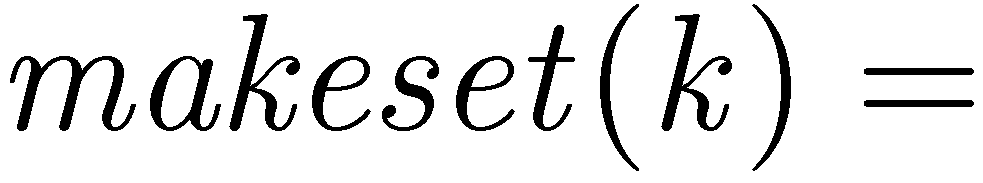 makeset(k) =